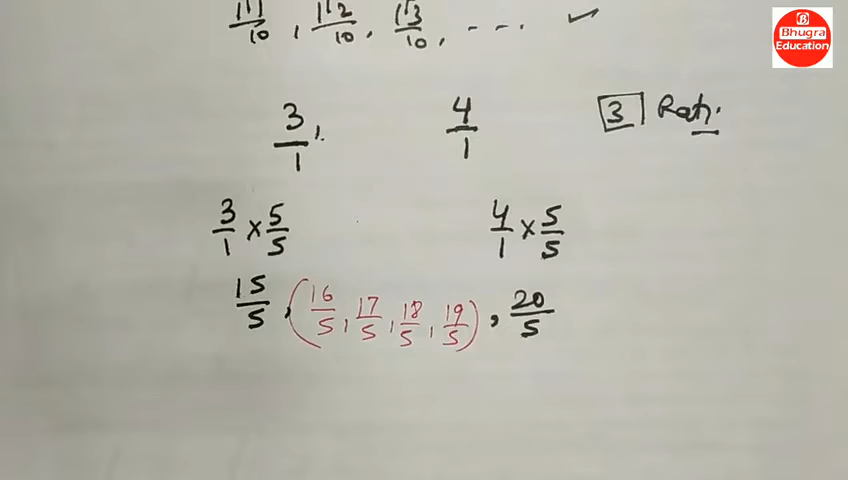 111/10, 112/10, 113/10, - - - . ✓
B
Bhugra
Education
3/1, 4/1
3 Rati.
3/1 × 5/5 4/1 × 5/5
15/5, (16/5, 17/5, 18/5, 19/5), 20/5